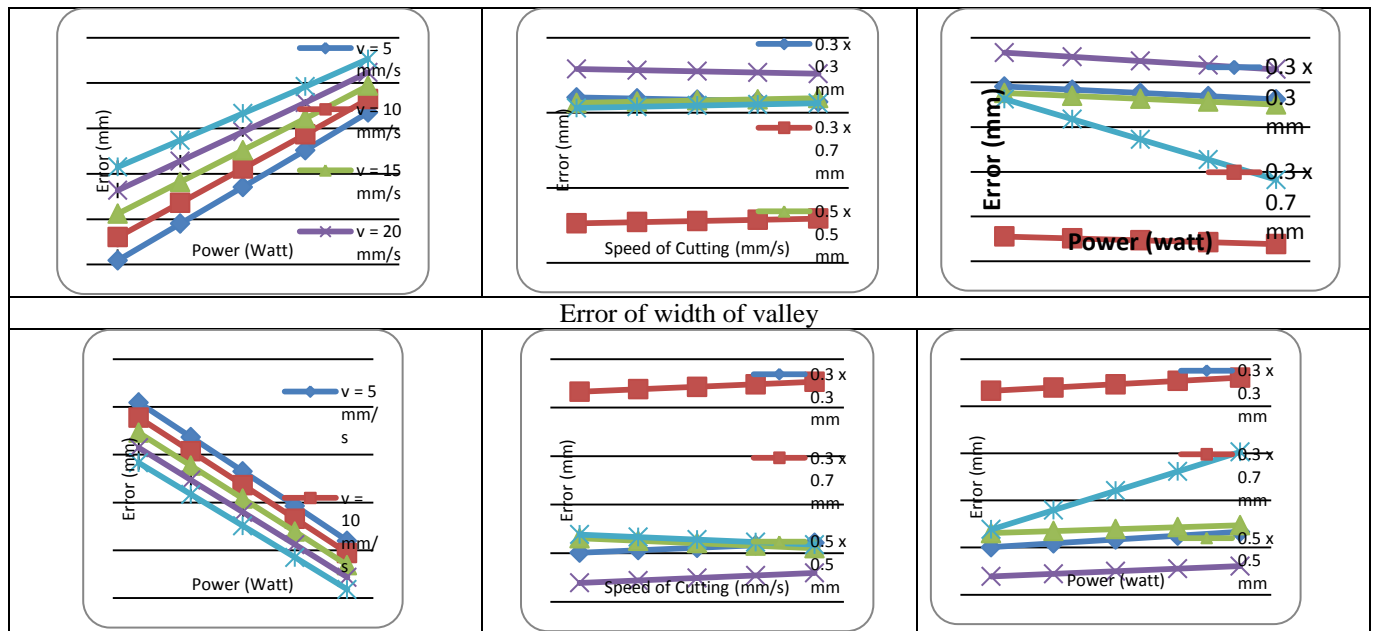 v = 5
mm/s
v = 10
mm/s
v = 15
mm/s
v = 20
mm/s
Error (mm)
Power (Watt)
0.3 x
0.3
mm
0.3 x
0.7
mm
0.5 x
0.5
mm
Error (mm)
Speed of Cutting (mm/s)
0.3 x
0.3
mm
0.3 x
0.7
mm
Error (mm)
Power (watt)
Error of width of valley
v = 5
mm/
s
v =
10
mm/
s
Error (mm)
Power (Watt)
0.3 x
0.3
mm
0.3 x
0.7
mm
0.5 x
0.5
mm
Error (mm)
Speed of Cutting (mm/s)
0.3 x
0.3
mm
0.3 x
0.7
mm
0.5 x
0.5
mm
Error (mm)
Power (watt)